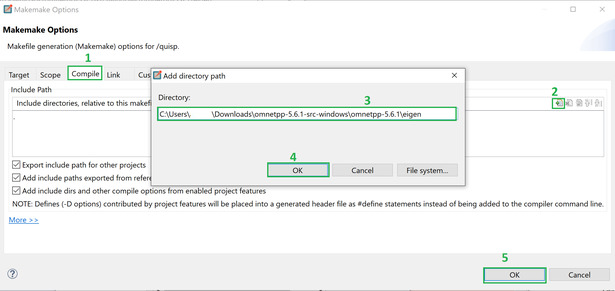 Makemake Options
Makemake Options
Makefile generation (Makemake) options for /quisp.
1
Target Scope Compile Link Cus
Include Path
Include directories, relative to this makefi
2
.
Add directory path
Directory:
3
C:\Users\, \Downloads\omnetpp-5.6.1-src-windows\omnetpp-5.6.1\eigen
4
OK Cancel File system...
Export include path for other projects
Add include paths exported from refere
Add include dirs and other compile options from enabled project features
NOTE: Defines (-D options) contributed by project features will be placed into a generated header file as #define statements instead of being added to the compiler command line.
More >>
5
OK Cancel